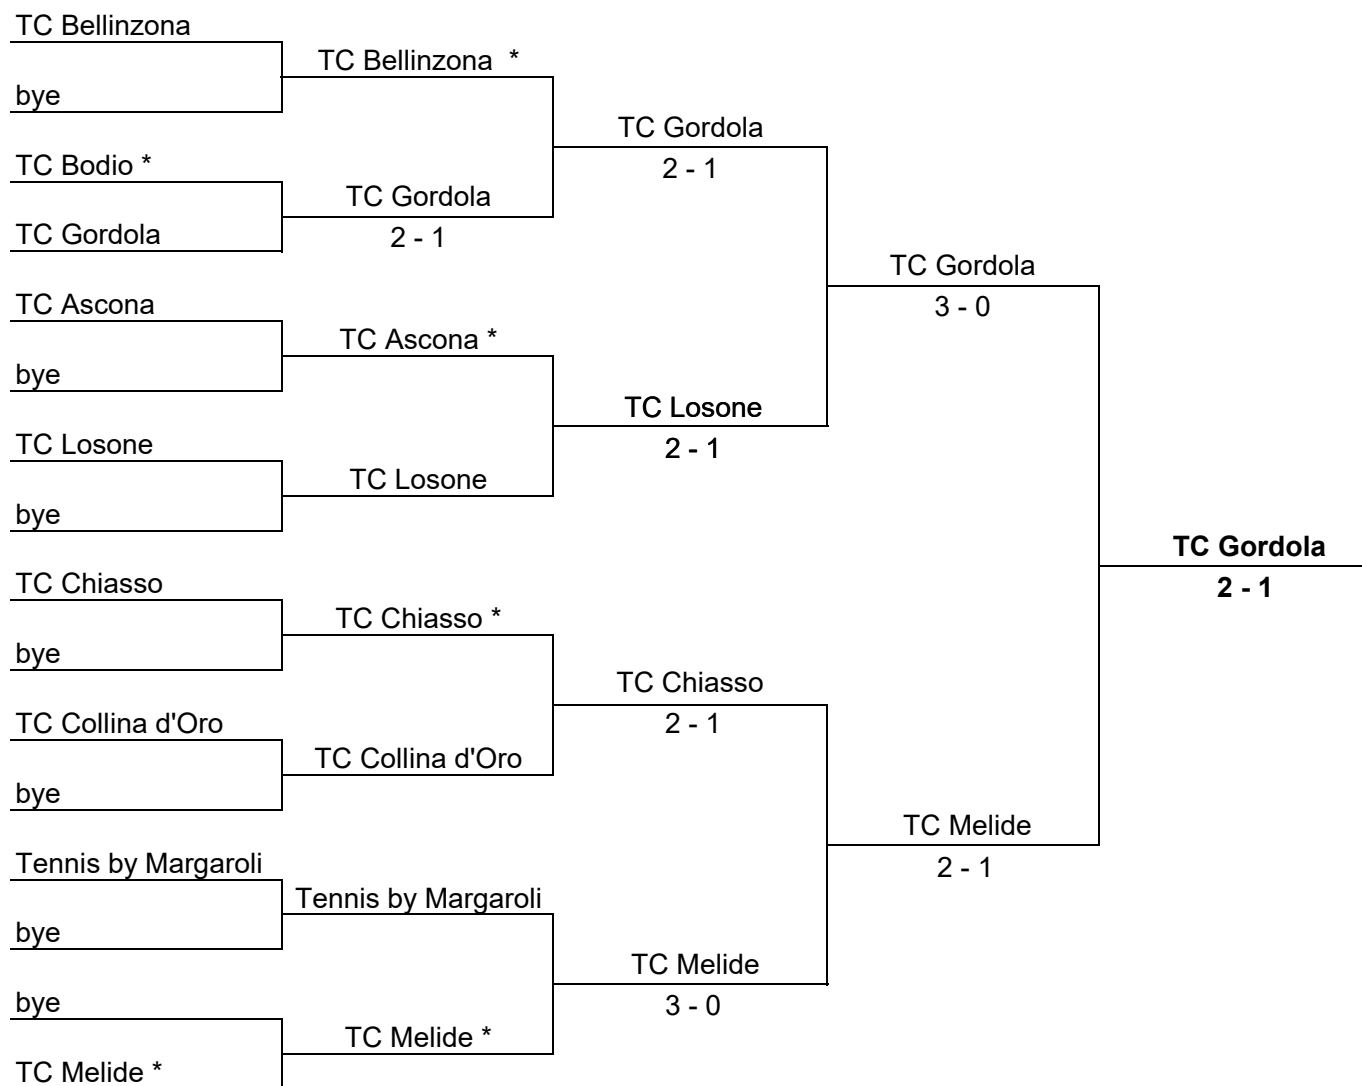 TC Bellinzona
bye
TC Bodio *
TC Gordola
TC Ascona
bye
TC Losone
bye
TC Chiasso
bye
TC Collina d'Oro
bye
Tennis by Margaroli
bye
bye
TC Melide *
TC Bellinzona *
TC Gordola
2 - 1
TC Ascona *
TC Losone
TC Chiasso *
TC Collina d'Oro
Tennis by Margaroli
TC Melide *
TC Gordola
2 - 1
TC Losone
2 - 1
TC Chiasso
2 - 1
TC Melide
3 - 0
TC Gordola
3 - 0
TC Melide
2 - 1
TC Gordola
2 - 1